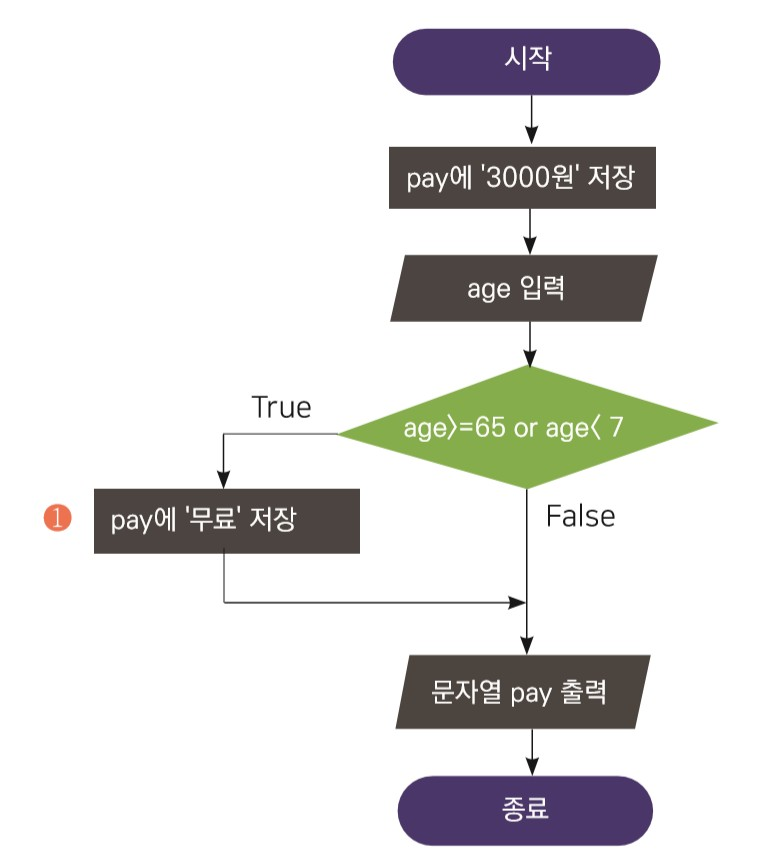 시작
pay에 '3000원' 저장
age 입력
True
age〉=65 or age〈 7
❶
pay에 '무료' 저장
False
문자열 pay 출력
종료